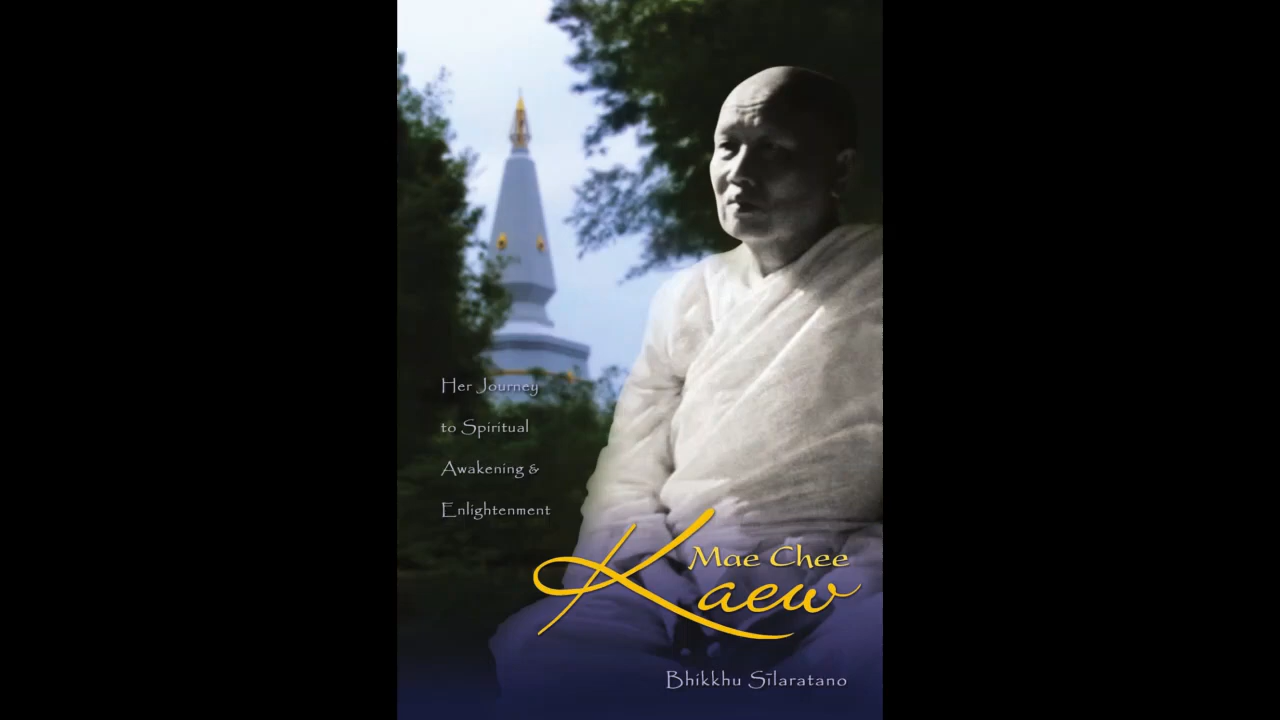 Her Journey
to Spiritual
Awakening &
Enlightenment
Mae Chee
Kaew
Bhikkhu Sīlaratano